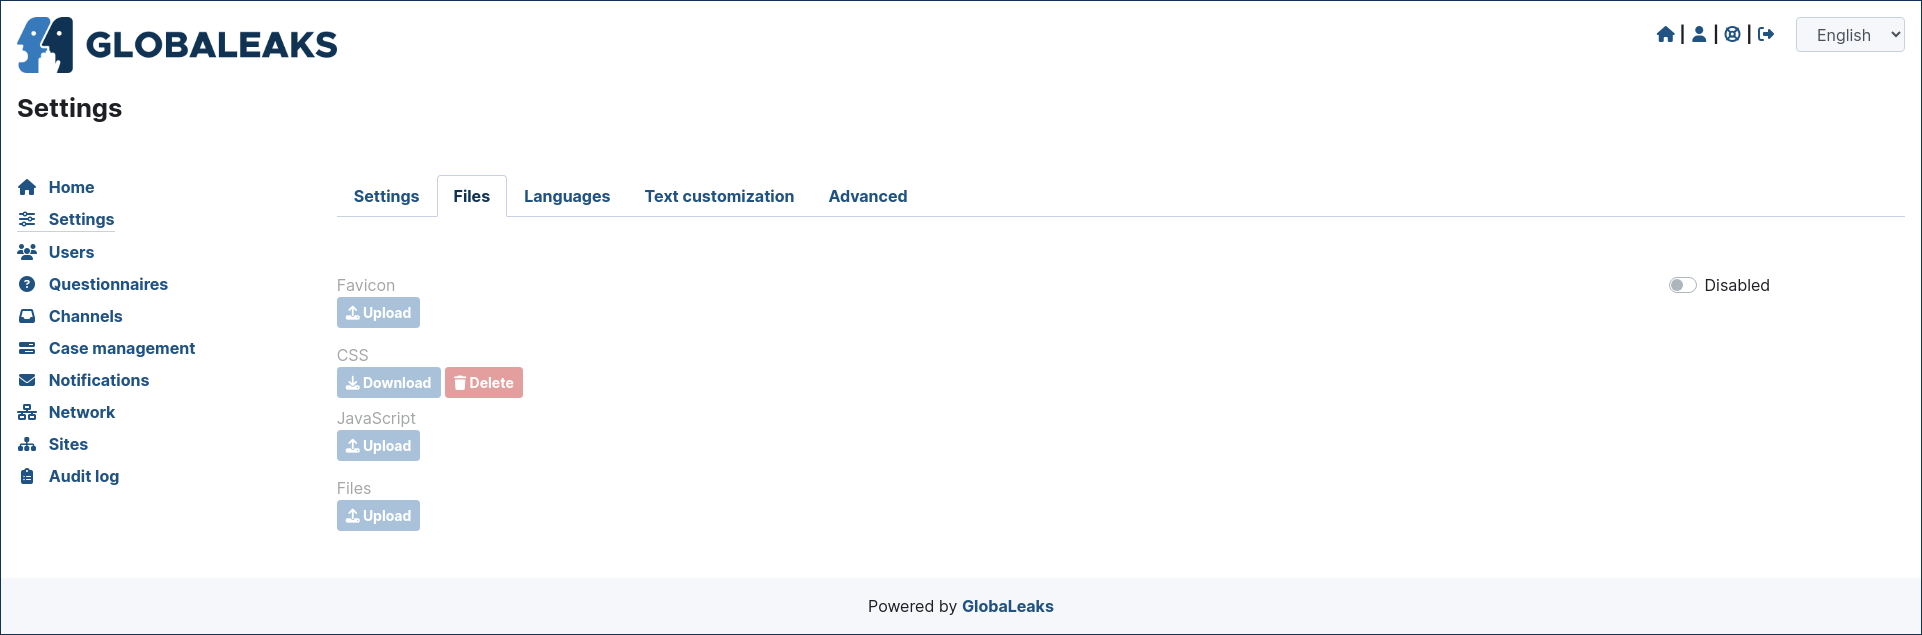 GLOBALEAKS
| | |
English
Settings
Home
Settings
Users
Questionnaires
Channels
Case management
Notifications
Network
Sites
Audit log
Settings Files Languages Text customization Advanced
Favicon
Disabled
Upload
CSS
Download Delete
JavaScript
Upload
Files
Upload
Powered by GlobaLeaks